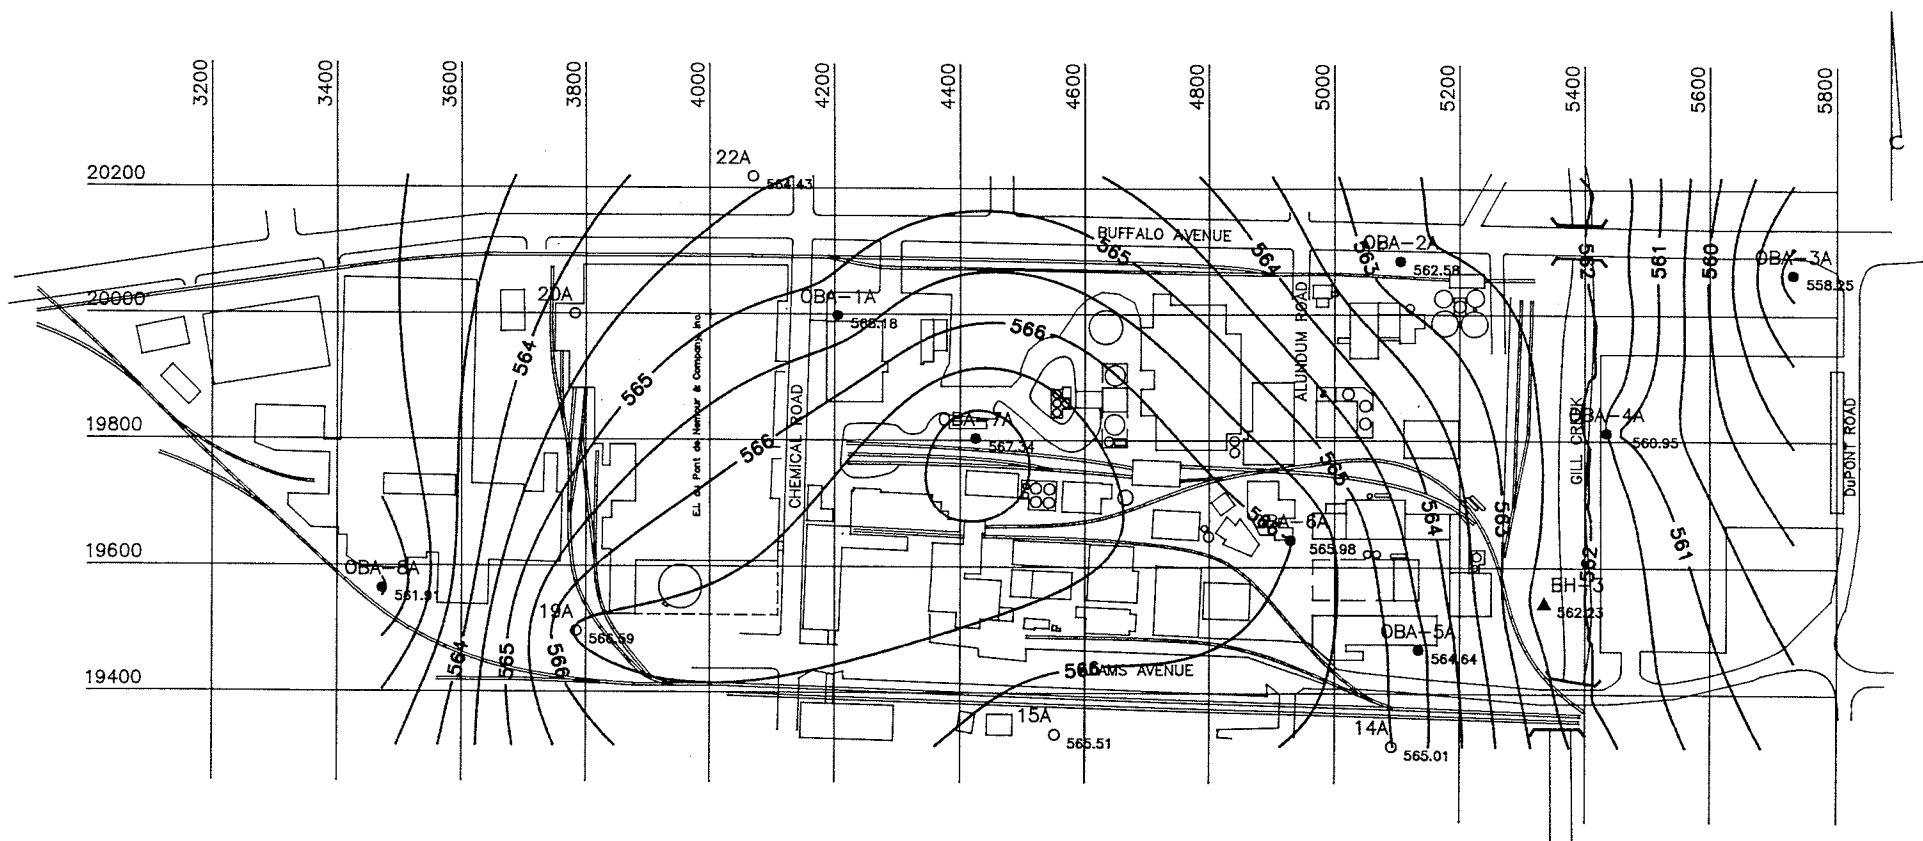 3200
3400
3600
3800
4000
4200
4400
4600
4800
5000
5200
5400
5600
5800
22A
564.43
20200
BUFFALO AVENUE
565
564
563
OBA-2A
562.58
562
561
560
OBA-3A
558.25
20000
20A
OBA-1A
565.18
566
ALUNDUM ROAD
564
565
E.I. du Pont de Nemour & Company, Inc.
CHEMICAL ROAD
566
19800
OBA-7A
567.34
565
GILL CREEK
OBA-4A
560.95
DuPONT ROAD
566
OBA-6A
565.98
564
563
562
561
19600
OBA-8A
561.91
BH-3
562.23
19A
566.59
OBA-5A
564.64
564
565
566
566
ADAMS AVENUE
19400
15A
565.51
14A
565.01
C